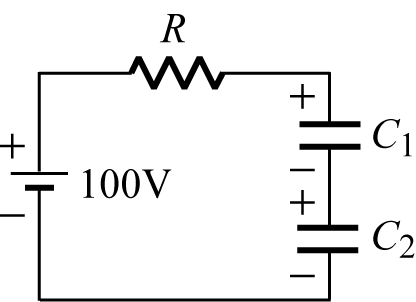 R
+
+
C₁
100V
−
+
−
C₂
−